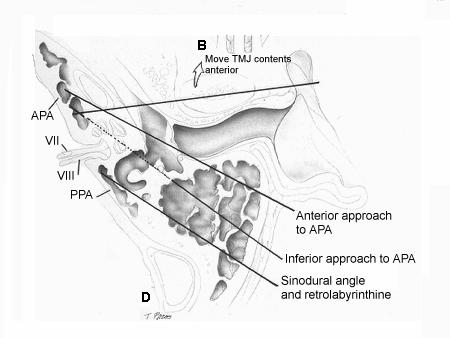 B
Move TMJ contents
anterior
APA
VII
VIII
PPA
Anterior approach
to APA
Inferior approach to APA
Sinodural angle
and retrolabyrinthine
D